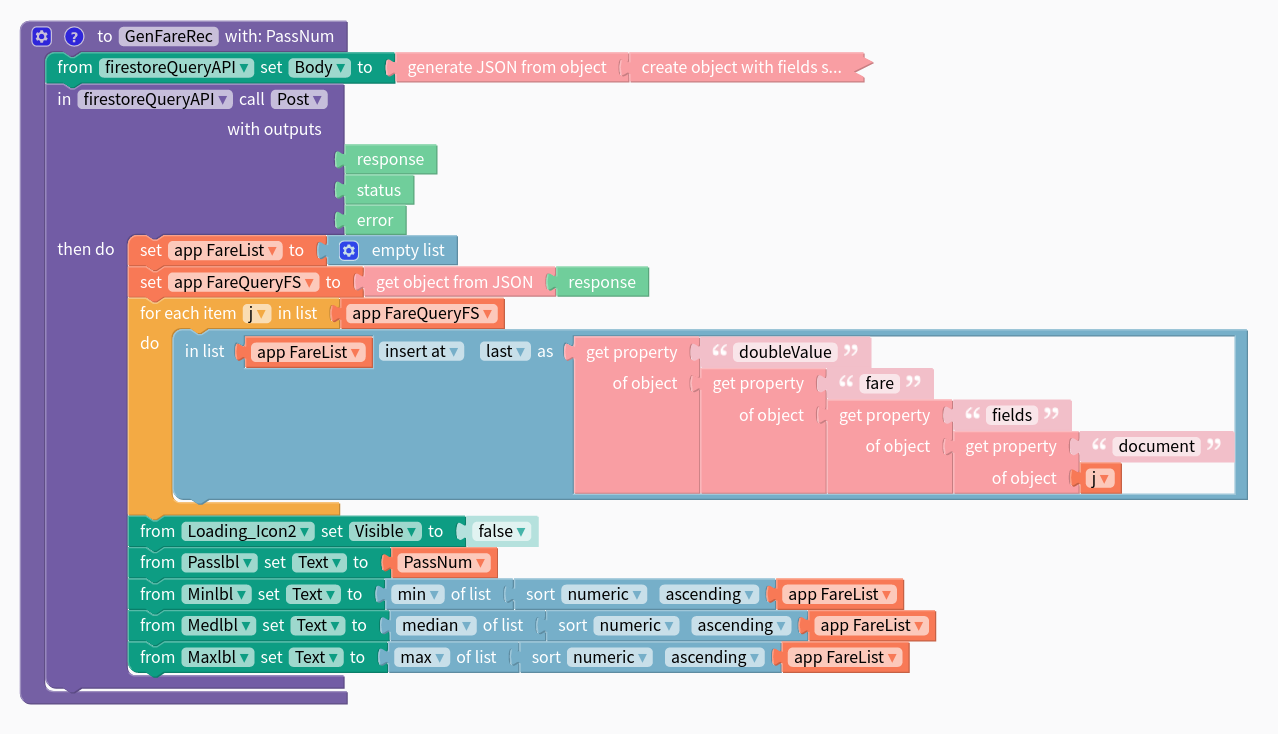 to GenFareRec with: PassNum
from firestoreQueryAPI set Body to generate JSON from object create object with fields s...
in firestoreQueryAPI call Post
with outputs
response
status
error
then do set app FareList to empty list
set app FareQueryFS to get object from JSON response
for each item j in list app FareQueryFS
do in list app FareList insert at last as get property “ doubleValue ”
of object get property “ fare ”
of object get property “ fields ”
of object get property “ document ”
of object j
from Loading_Icon2 set Visible to false
from Passlbl set Text to PassNum
from Minlbl set Text to min of list sort numeric ascending app FareList
from Medlbl set Text to median of list sort numeric ascending app FareList
from Maxlbl set Text to max of list sort numeric ascending app FareList